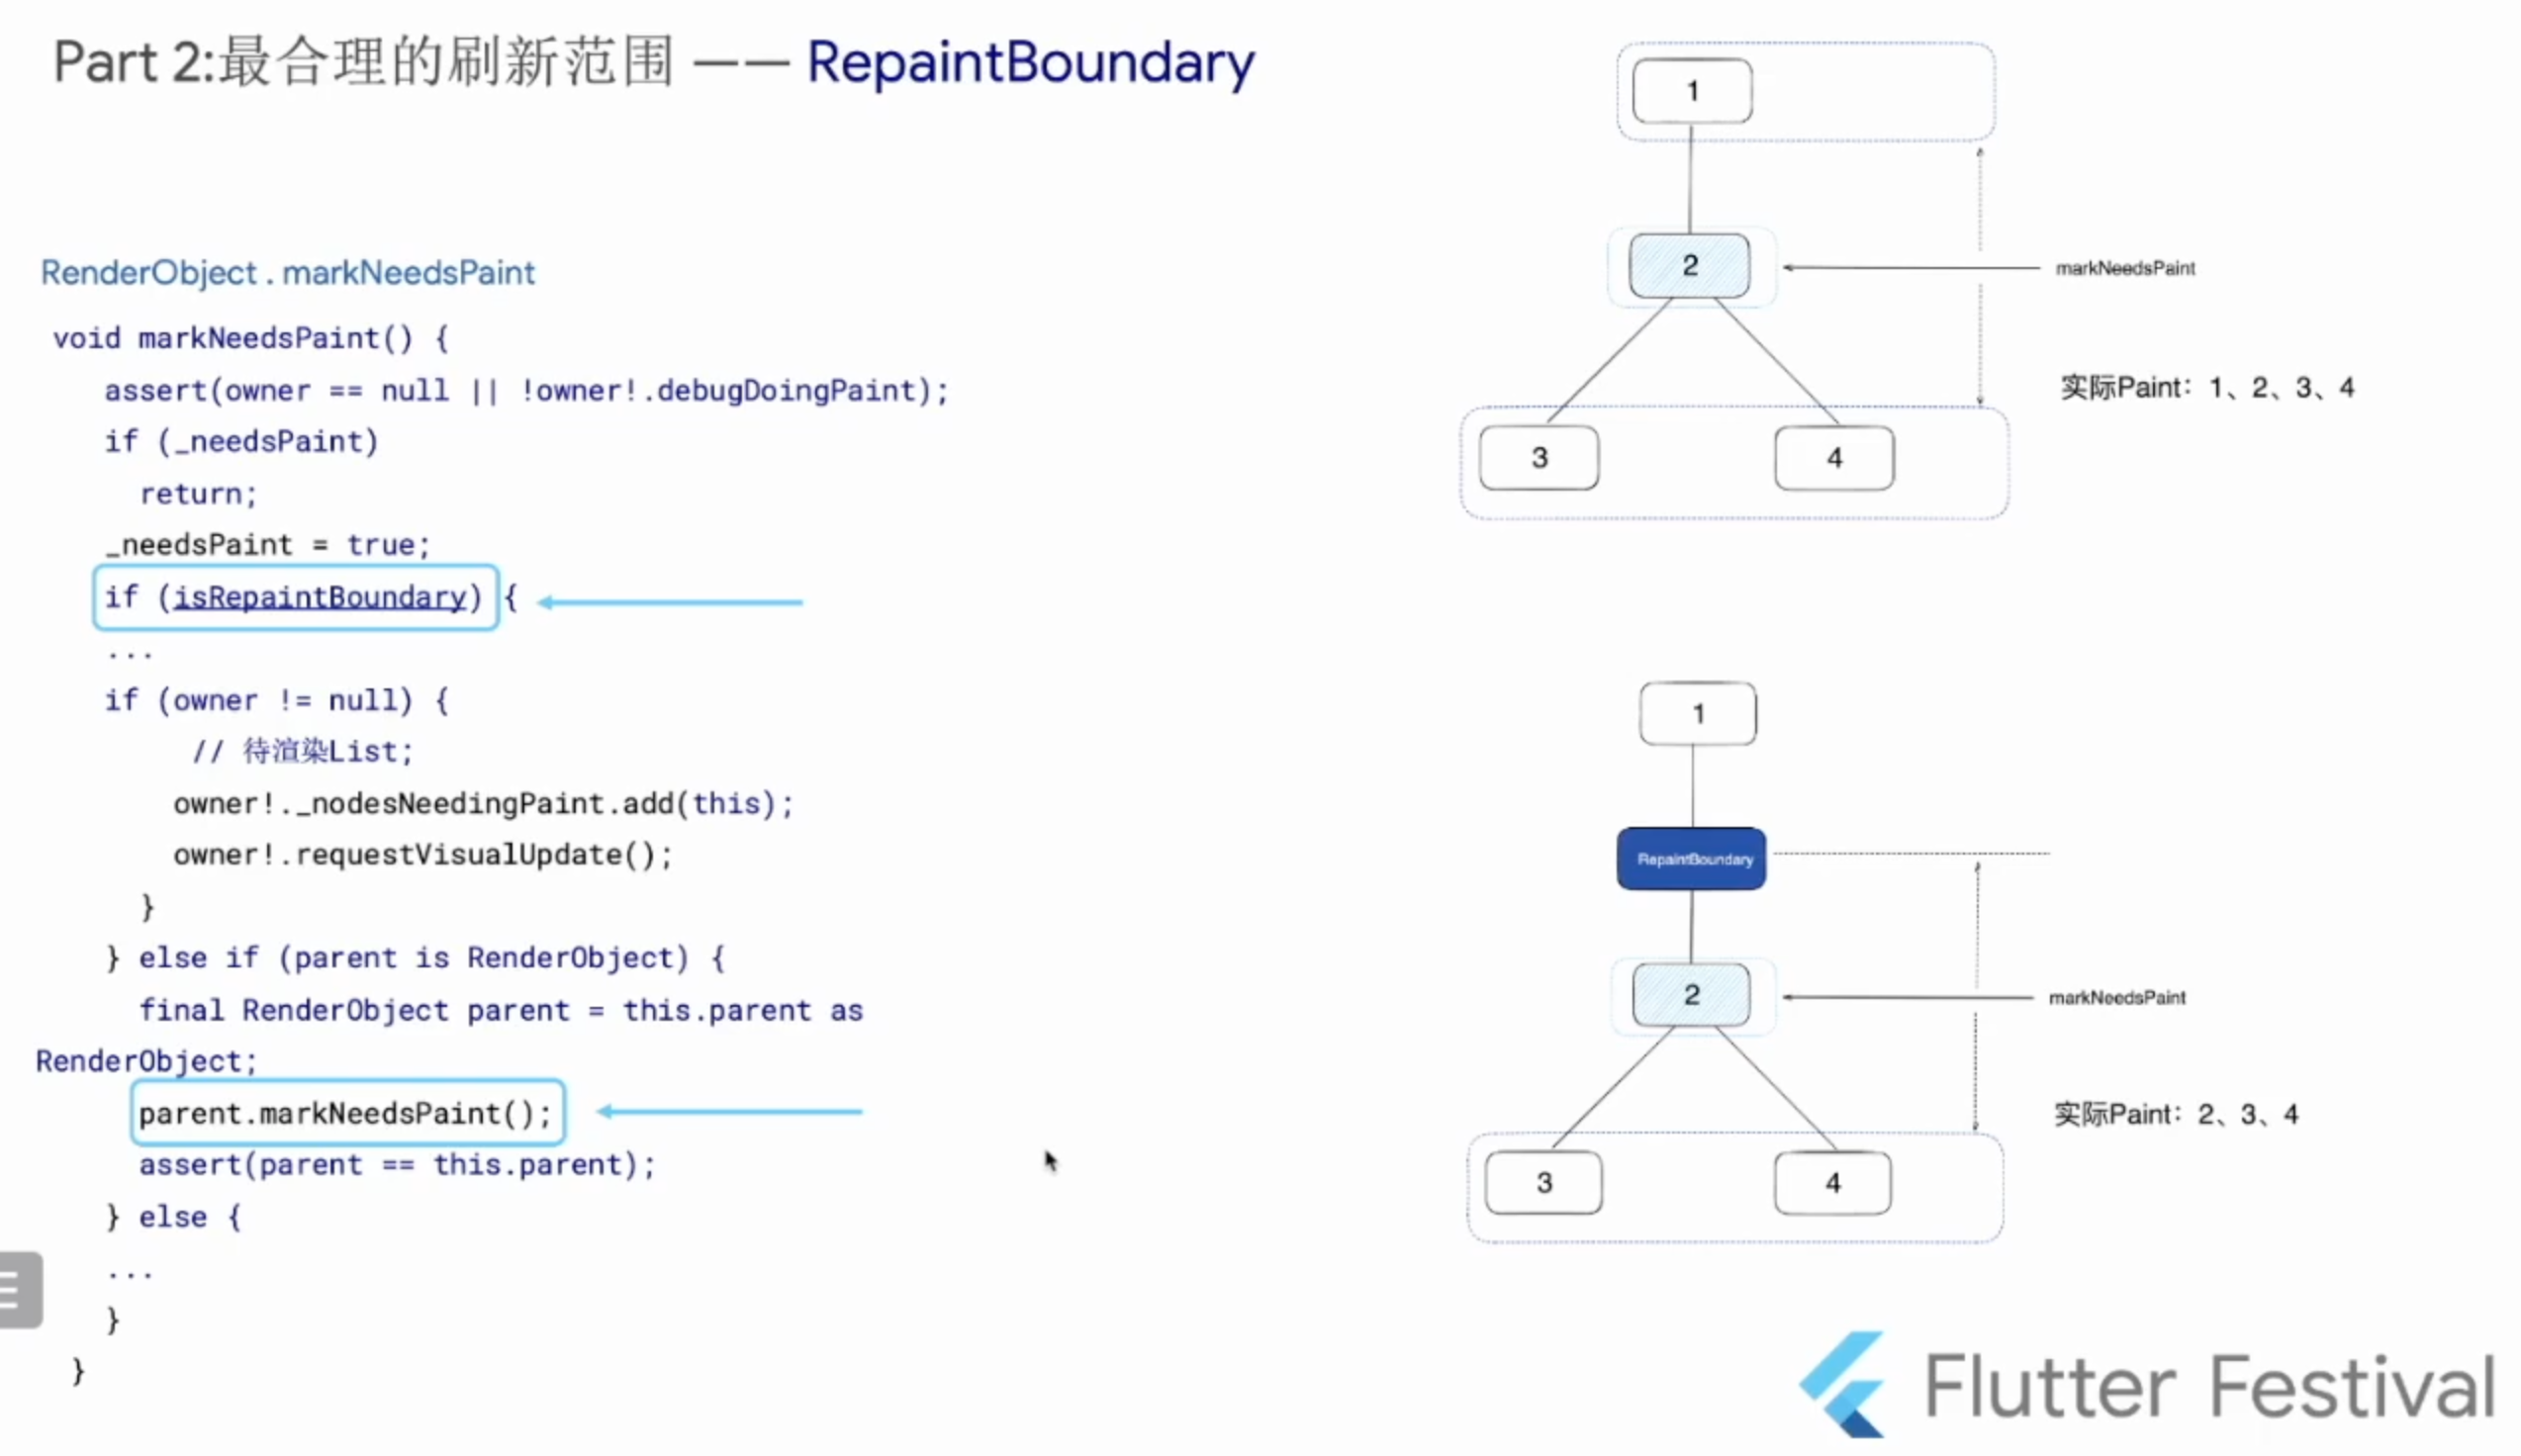 Part 2:最合理的刷新范围 —— RepaintBoundary
RenderObject . markNeedsPaint
void markNeedsPaint() {
assert(owner == null || !owner!.debugDoingPaint);
if (_needsPaint)
return;
_needsPaint = true;
if (isRepaintBoundary) {
...
if (owner != null) {
// 待渲染List;
owner!._nodesNeedingPaint.add(this);
owner!.requestVisualUpdate();
}
} else if (parent is RenderObject) {
final RenderObject parent = this.parent as
RenderObject;
parent.markNeedsPaint();
assert(parent == this.parent);
} else {
...
}
}
1
2
markNeedsPaint
实际Paint：1、2、3、4
3
4
1
RepaintBoundary
2
markNeedsPaint
实际Paint：2、3、4
3
4
Flutter Festival